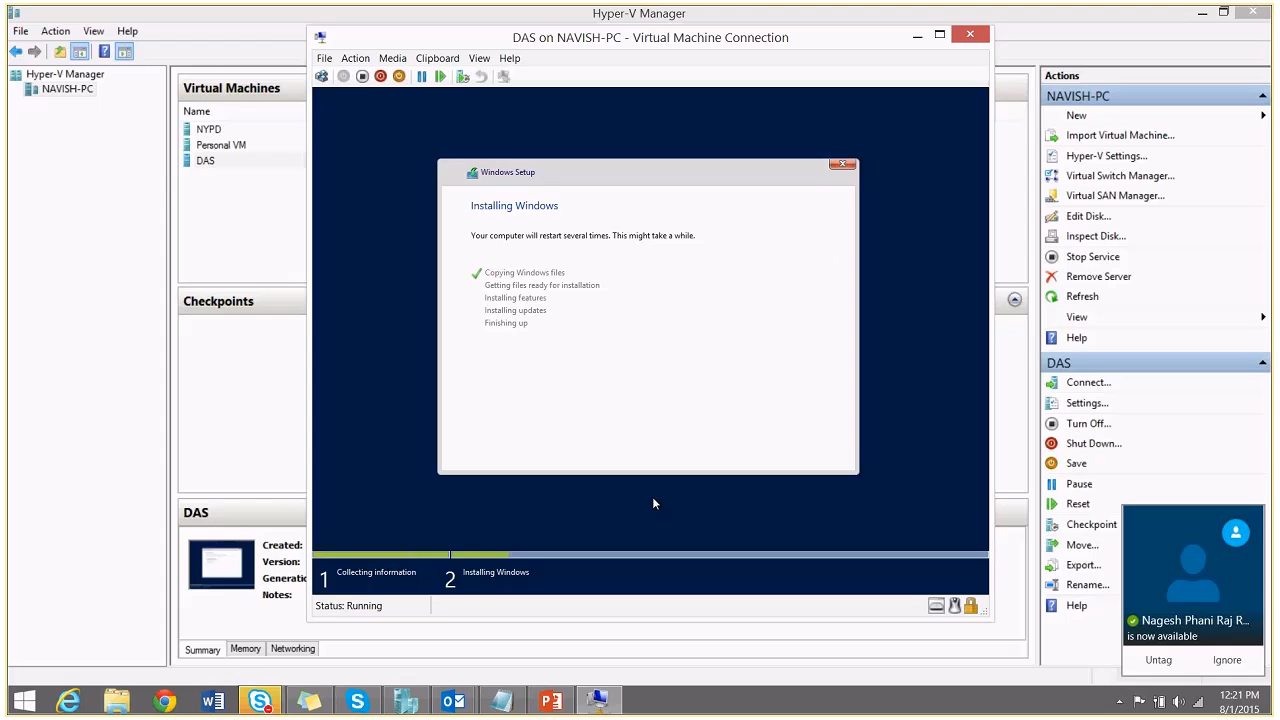 Hyper-V Manager
File Action View Help
Hyper-V Manager
NAVISH-PC
Virtual Machines
Name
NYPD
Personal VM
DAS
Checkpoints
DAS
Created:
Version:
Notes:
Summary Memory Networking
DAS on NAVISH-PC - Virtual Machine Connection
File Action Media Clipboard View Help
Windows Setup
Installing Windows
Your computer will restart several times. This might take a while.
Copying Windows files
Getting files ready for installation
Installing features
Installing updates
Finishing up
1 Collecting information 2 Installing Windows
Status: Running
Actions
NAVISH-PC
New
Import Virtual Machine...
Hyper-V Settings...
Virtual Switch Manager...
Virtual SAN Manager...
Edit Disk...
Inspect Disk...
Stop Service
Remove Server
Refresh
View
Help
DAS
Connect...
Settings...
Turn Off...
Shut Down...
Save
Pause
Reset
Checkpoint
Move...
Export...
Rename...
Help
Nagesh Phani Raj R...
is now available
Untag Ignore
12:21 PM
8/1/2015